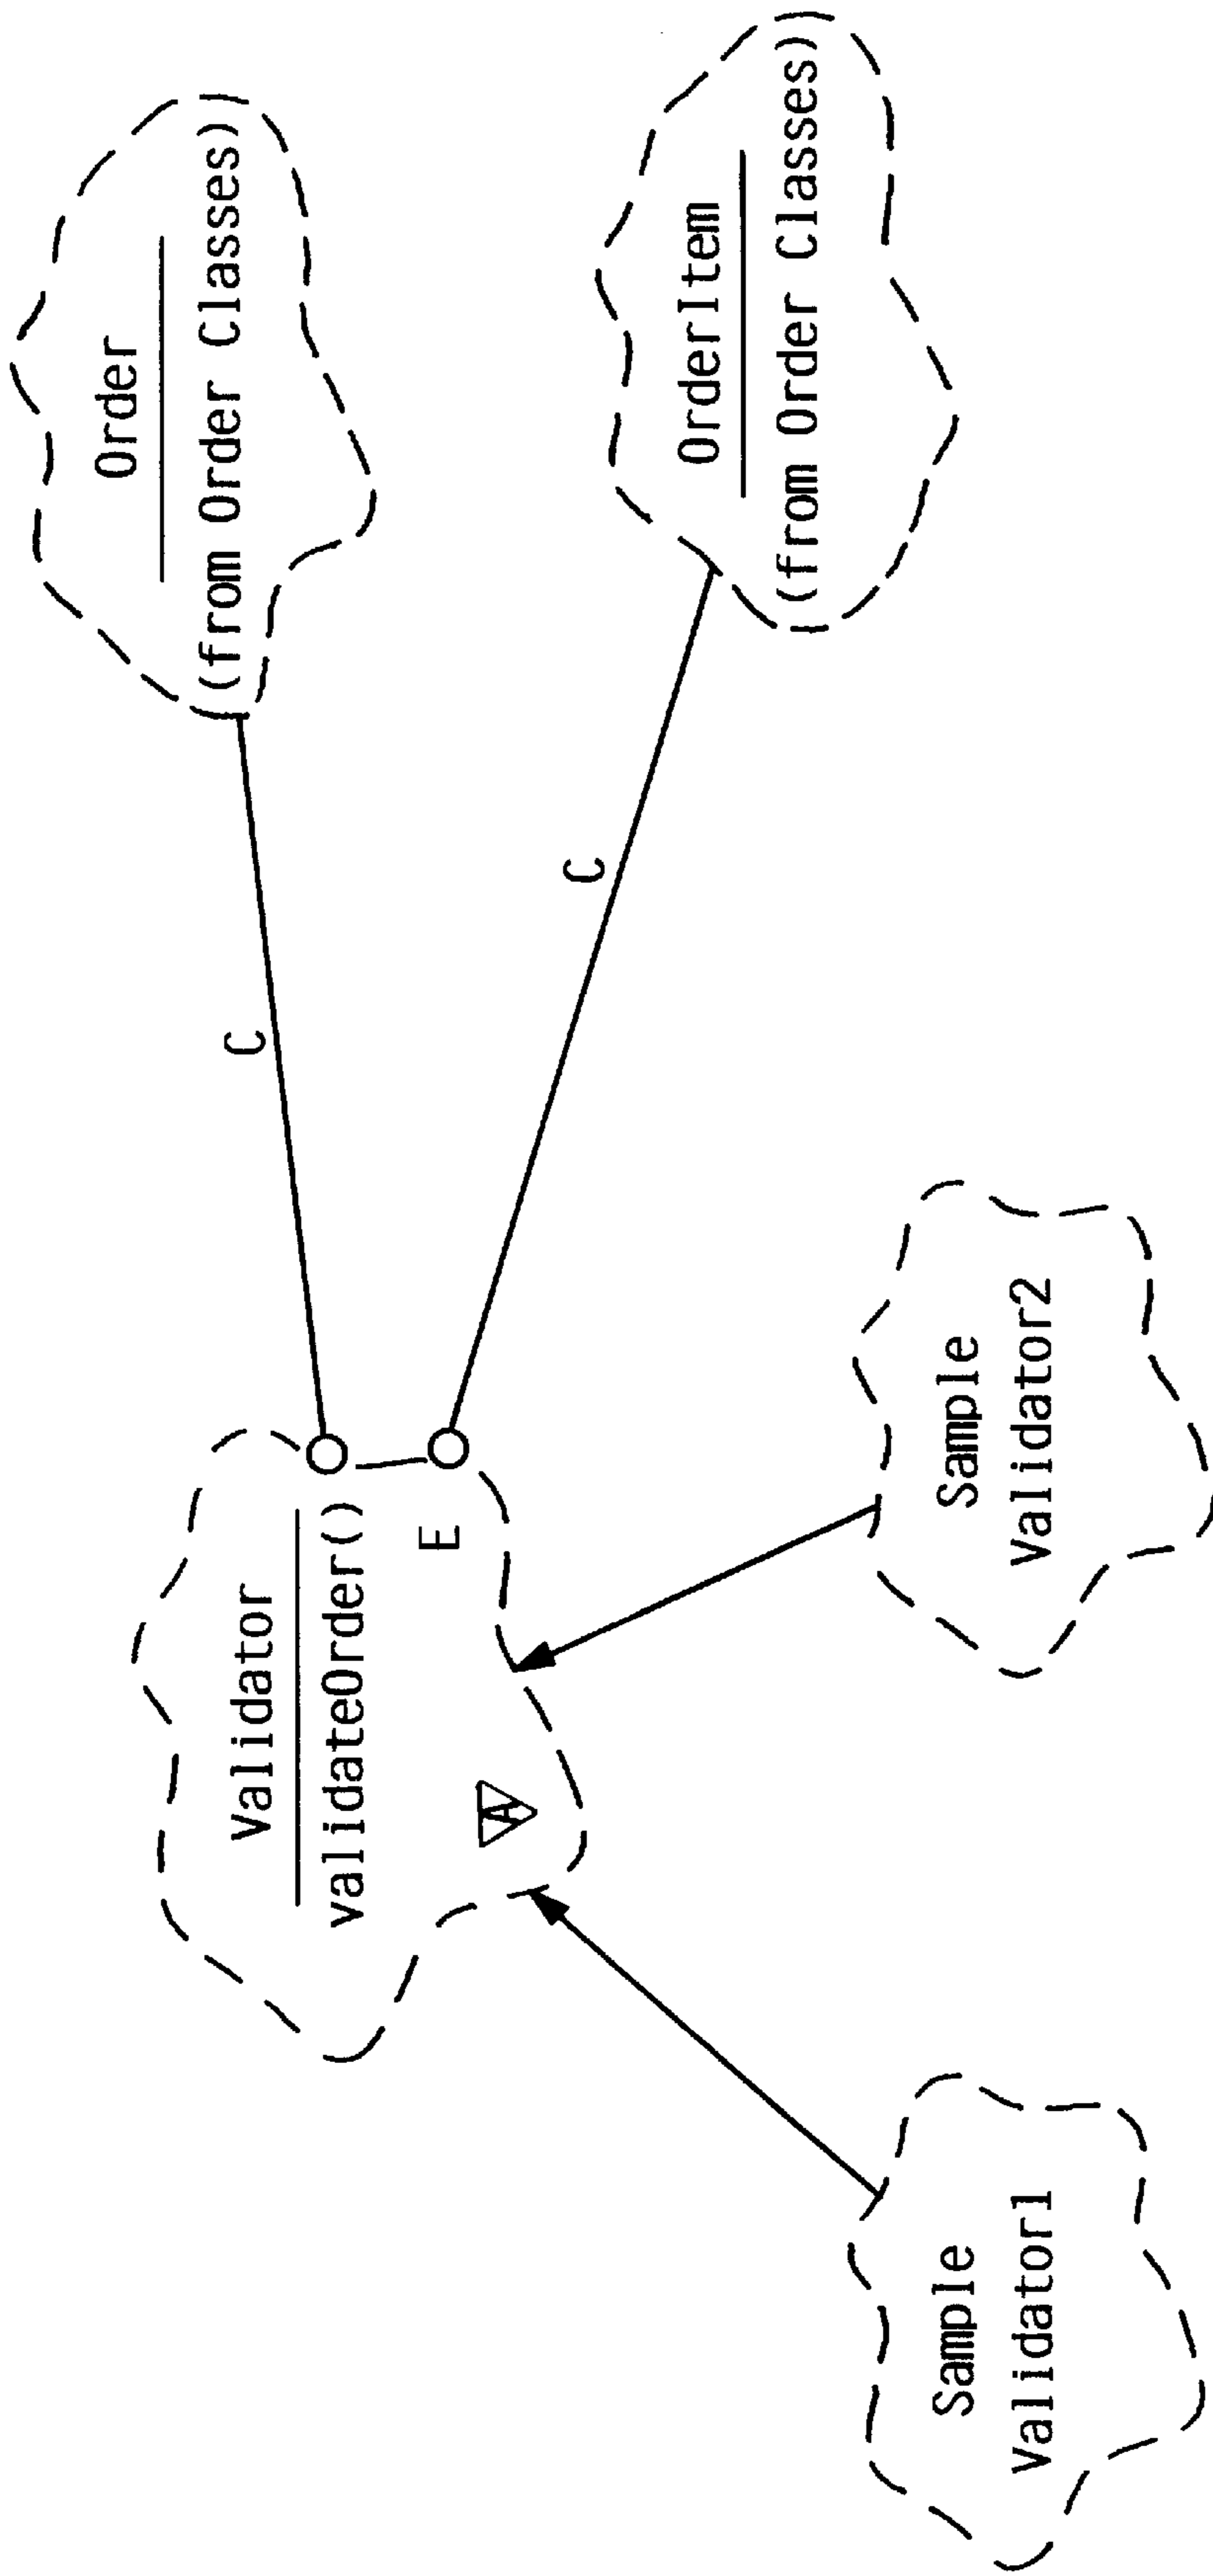 Order
(from Order Classes)
C
Validator
validateOrder()
E
A
C
OrderItem
(from Order Classes)
Sample
Validator1
Sample
Validator2